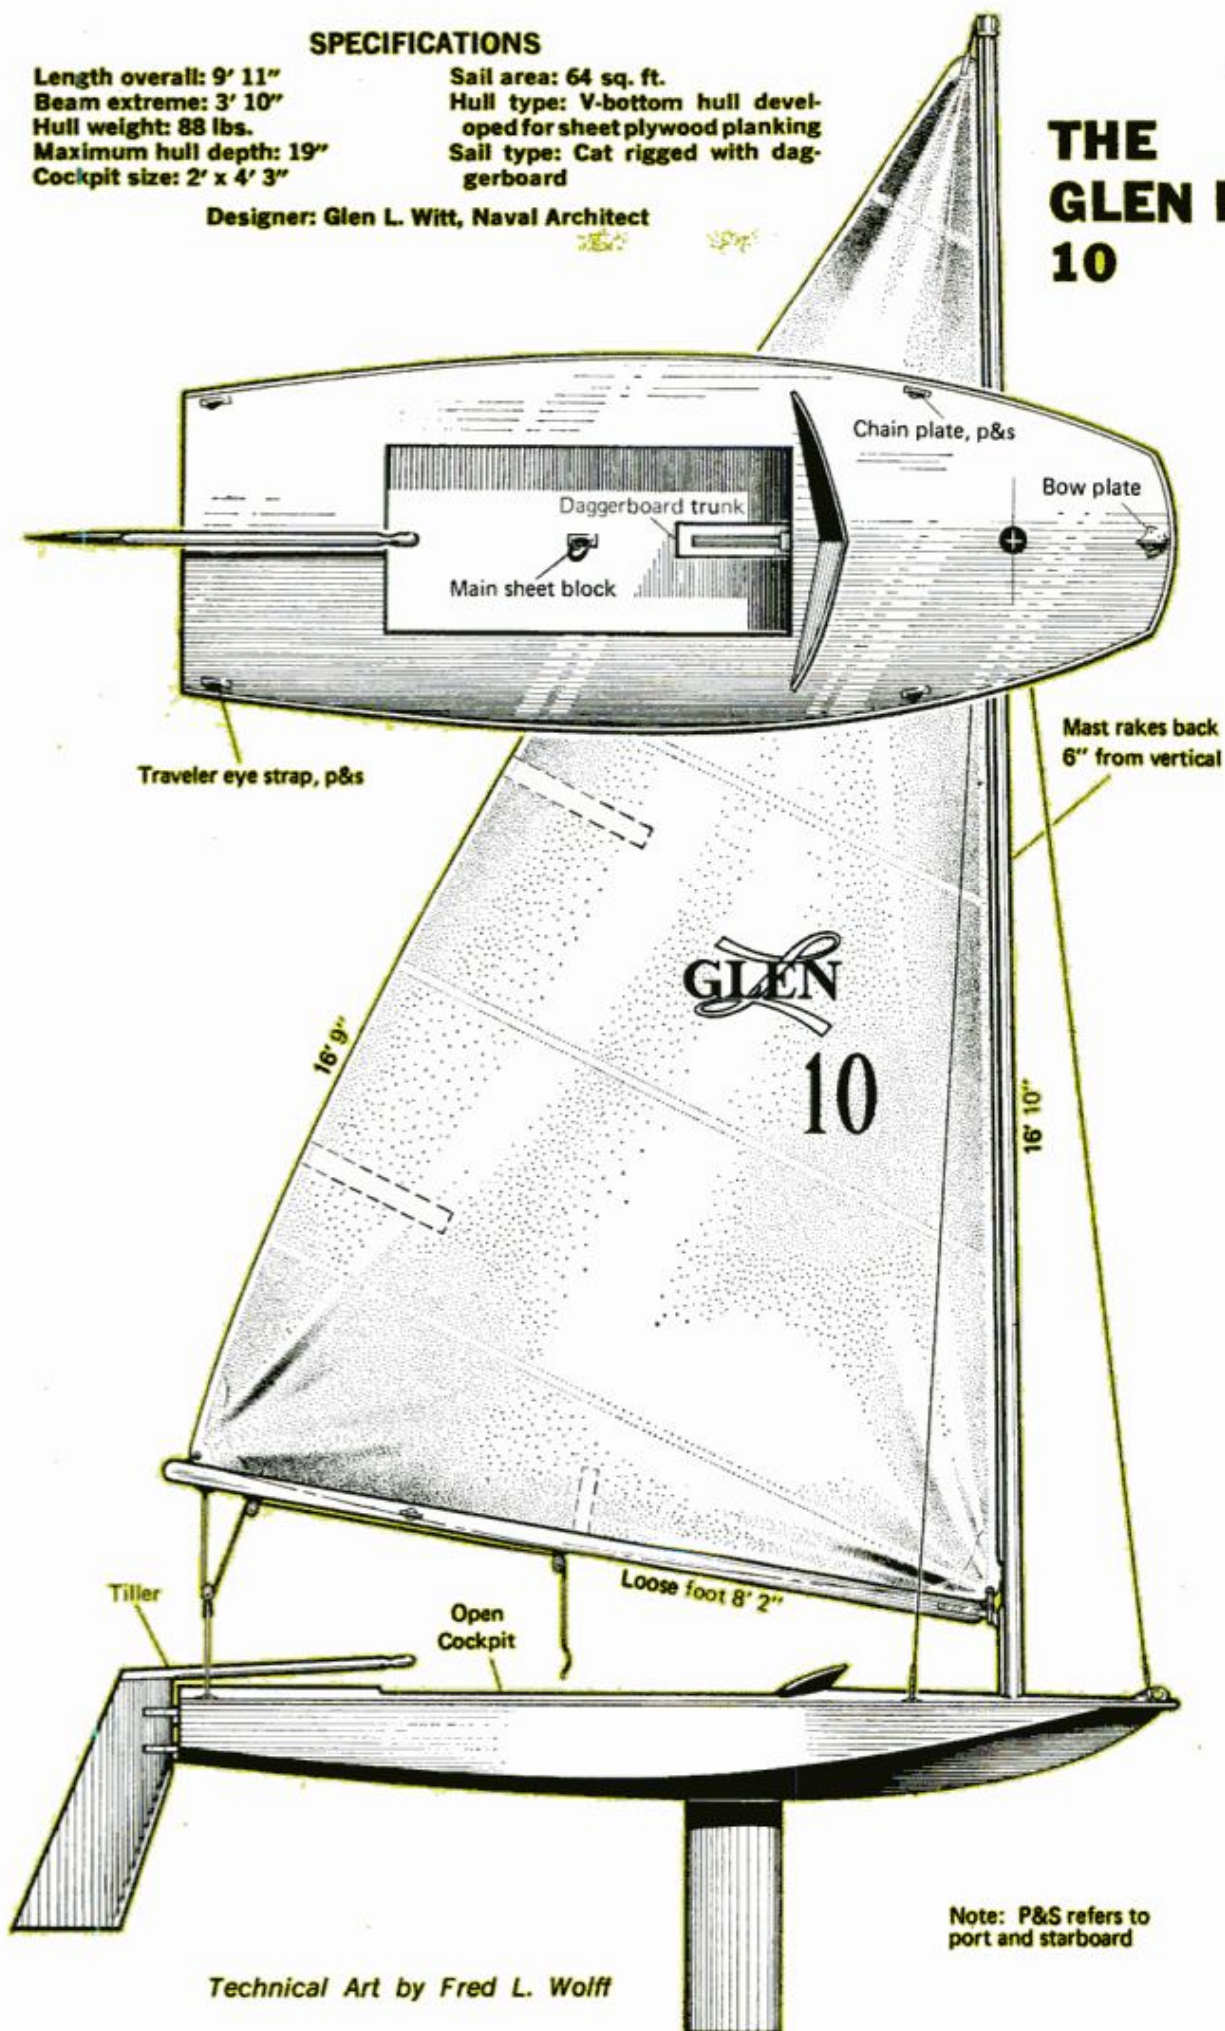 SPECIFICATIONS
Length overall: 9' 11"
Beam extreme: 3' 10"
Hull weight: 88 lbs.
Maximum hull depth: 19"
Cockpit size: 2' x 4' 3"
Sail area: 64 sq. ft.
Hull type: V-bottom hull devel-
oped for sheet plywood planking
Sail type: Cat rigged with dag-
gerboard
Designer: Glen L. Witt, Naval Architect
THE
GLEN
10
Chain plate, p&s
Bow plate
Daggerboard trunk
Main sheet block
Traveler eye strap, p&s
Mast rakes back
6" from vertical
GLEN L
10
16' 9"
16' 10"
Loose foot 8' 2"
Tiller
Open
Cockpit
Note: P&S refers to
port and starboard
Technical Art by Fred L. Wolff